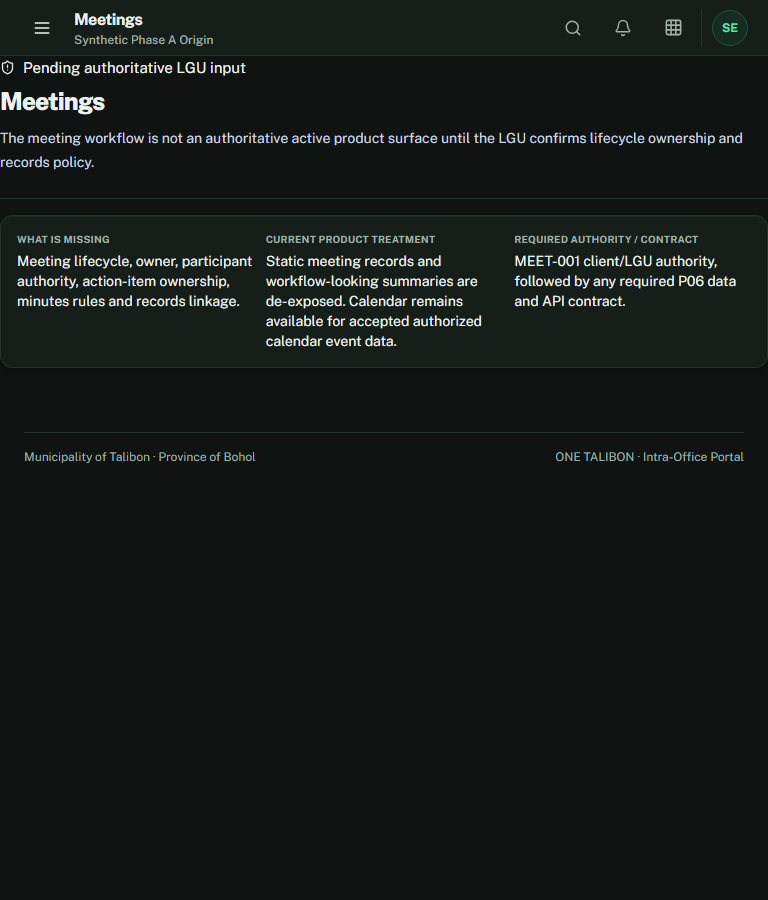 Meetings
Synthetic Phase A Origin
SE
Pending authoritative LGU input
Meetings
The meeting workflow is not an authoritative active product surface until the LGU confirms lifecycle ownership and
records policy.
WHAT IS MISSING
Meeting lifecycle, owner, participant
authority, action-item ownership,
minutes rules and records linkage.
CURRENT PRODUCT TREATMENT
Static meeting records and
workflow-looking summaries are
de-exposed. Calendar remains
available for accepted authorized
calendar event data.
REQUIRED AUTHORITY / CONTRACT
MEET-001 client/LGU authority,
followed by any required P06 data
and API contract.
Municipality of Talibon · Province of Bohol
ONE TALIBON · Intra-Office Portal